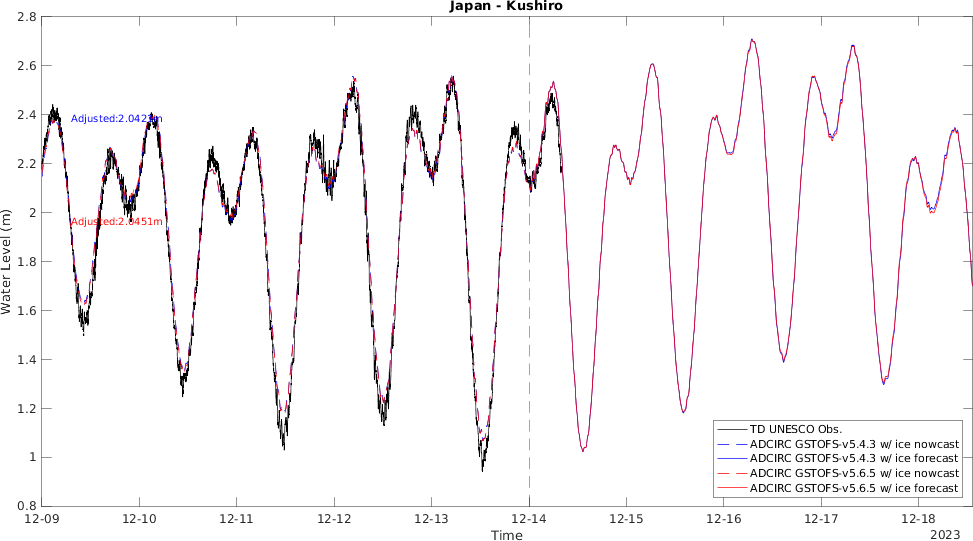 Japan - Kushiro
2.8
2.6
2.4
2.2
2
1.8
1.6
1.4
1.2
1
0.8
Water Level (m)
Adjusted:2.0427m
Adjusted:2.0451m
TD UNESCO Obs.
ADCIRC GSTOFS-v5.4.3 w/ ice nowcast
ADCIRC GSTOFS-v5.4.3 w/ ice forecast
ADCIRC GSTOFS-v5.6.5 w/ ice nowcast
ADCIRC GSTOFS-v5.6.5 w/ ice forecast
12-09 12-10 12-11 12-12 12-13 12-14 12-15 12-16 12-17 12-18
Time
2023